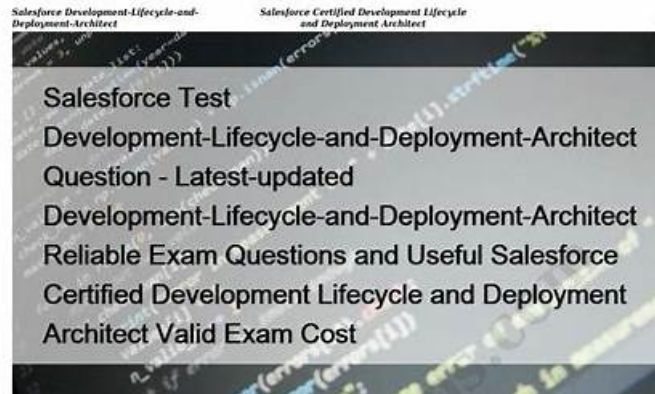 Salesforce Development-Lifecycle-and-
Deployment-Architect
Salesforce Certified Development Lifecycle
and Deployment Architect
Salesforce Test
Development-Lifecycle-and-Deployment-Architect
Question - Latest-updated
Development-Lifecycle-and-Deployment-Architect
Reliable Exam Questions and Useful Salesforce
Certified Development Lifecycle and Deployment
Architect Valid Exam Cost